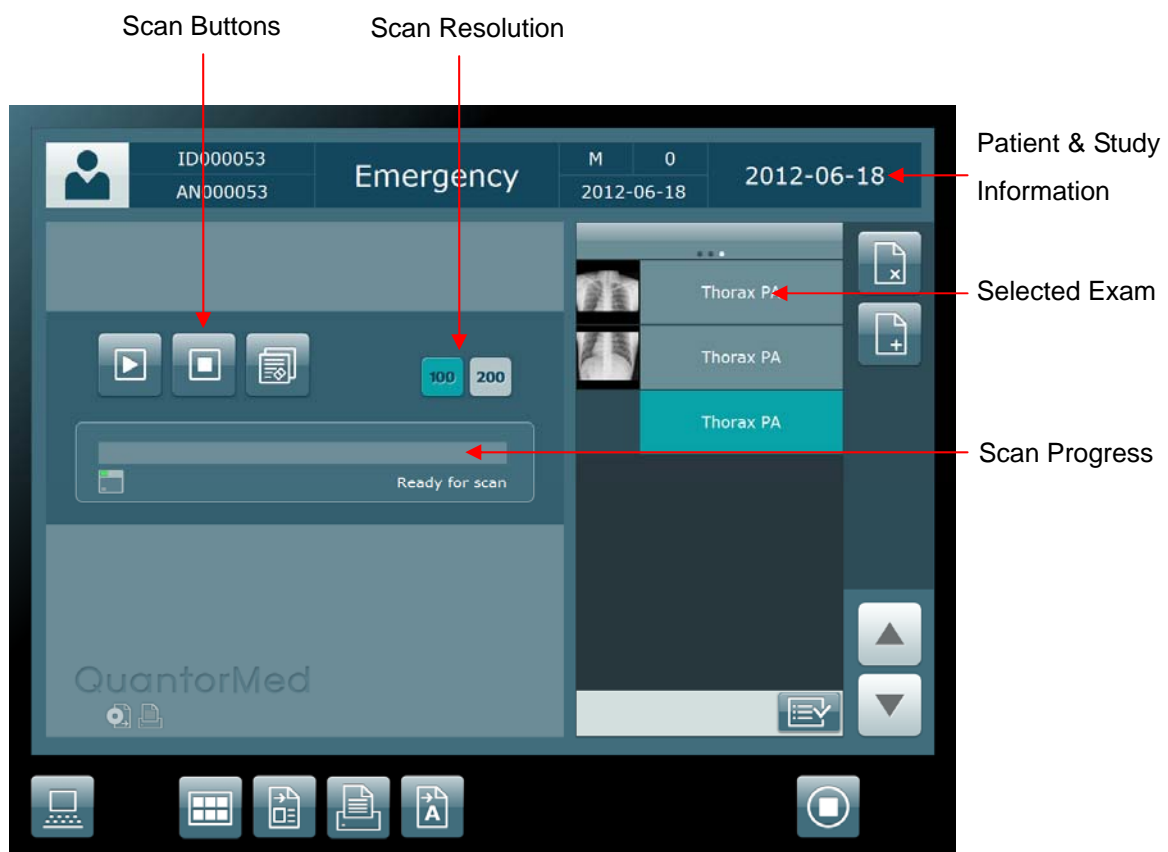 Scan Buttons
Scan Resolution
Patient & Study
Information
ID000053
AN000053
Emergency
M 0
2012-06-18
2012-06-18
Thorax PA
Selected Exam
100 200
Thorax PA
Thorax PA
Scan Progress
Ready for scan
QuantorMed
A